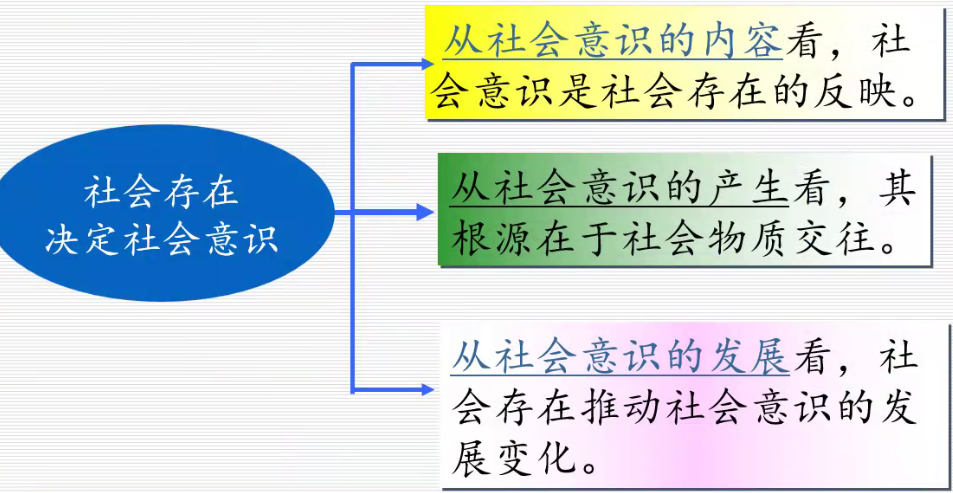 社会存在
决定社会意识
从社会意识的内容看，社
会意识是社会存在的反映。
从社会意识的产生看，其
根源在于社会物质交往。
从社会意识的发展看，社
会存在推动社会意识的发
展变化。